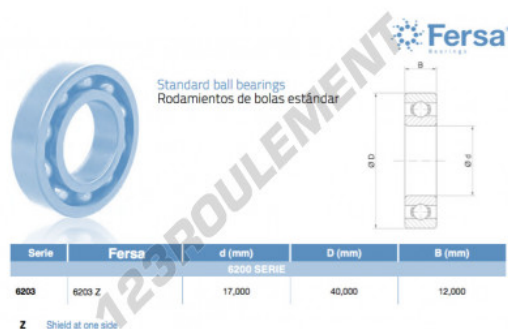 Fersa
Bearings
Standard ball bearings
Rodamientos de bolas estándar
B
Ø D
Ø d
123ROULEMENT
Serie Fersa d (mm) D (mm) B (mm)
6200 SERIE
6203 6203 Z 17,000 40,000 12,000
Z Shield at one side